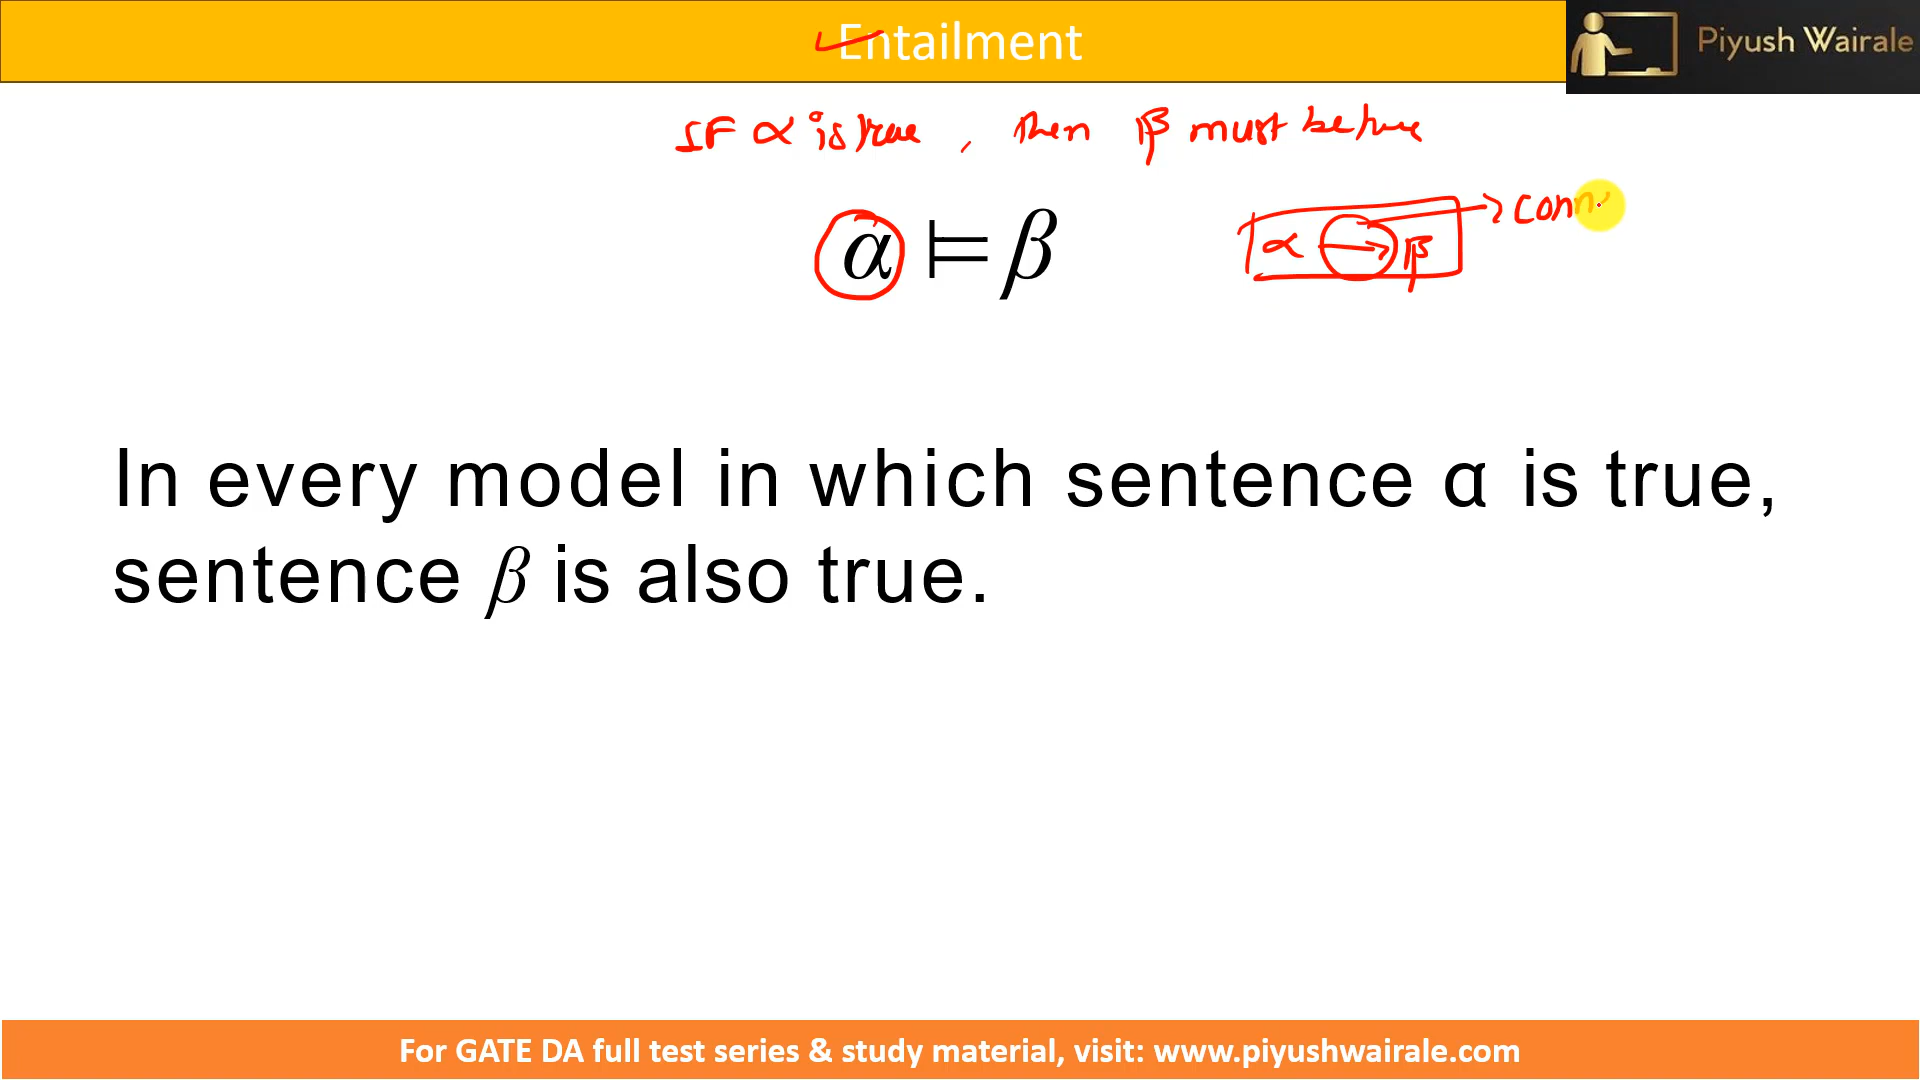 Entailment
Piyush Wairale
IF α is true, then β must be true
α ⊨ β
α → β → conn
In every model in which sentence α is true,
sentence β is also true.
For GATE DA full test series & study material, visit: www.piyushwairale.com